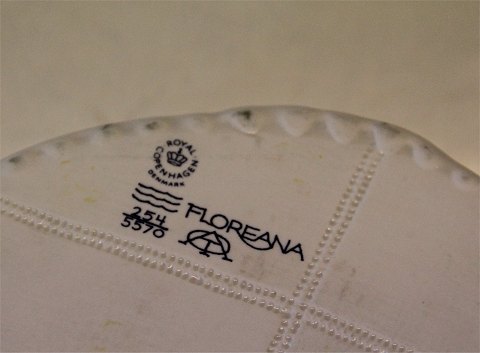 ROYAL
COPENHAGEN
DENMARK
FLOREANA
254
5570